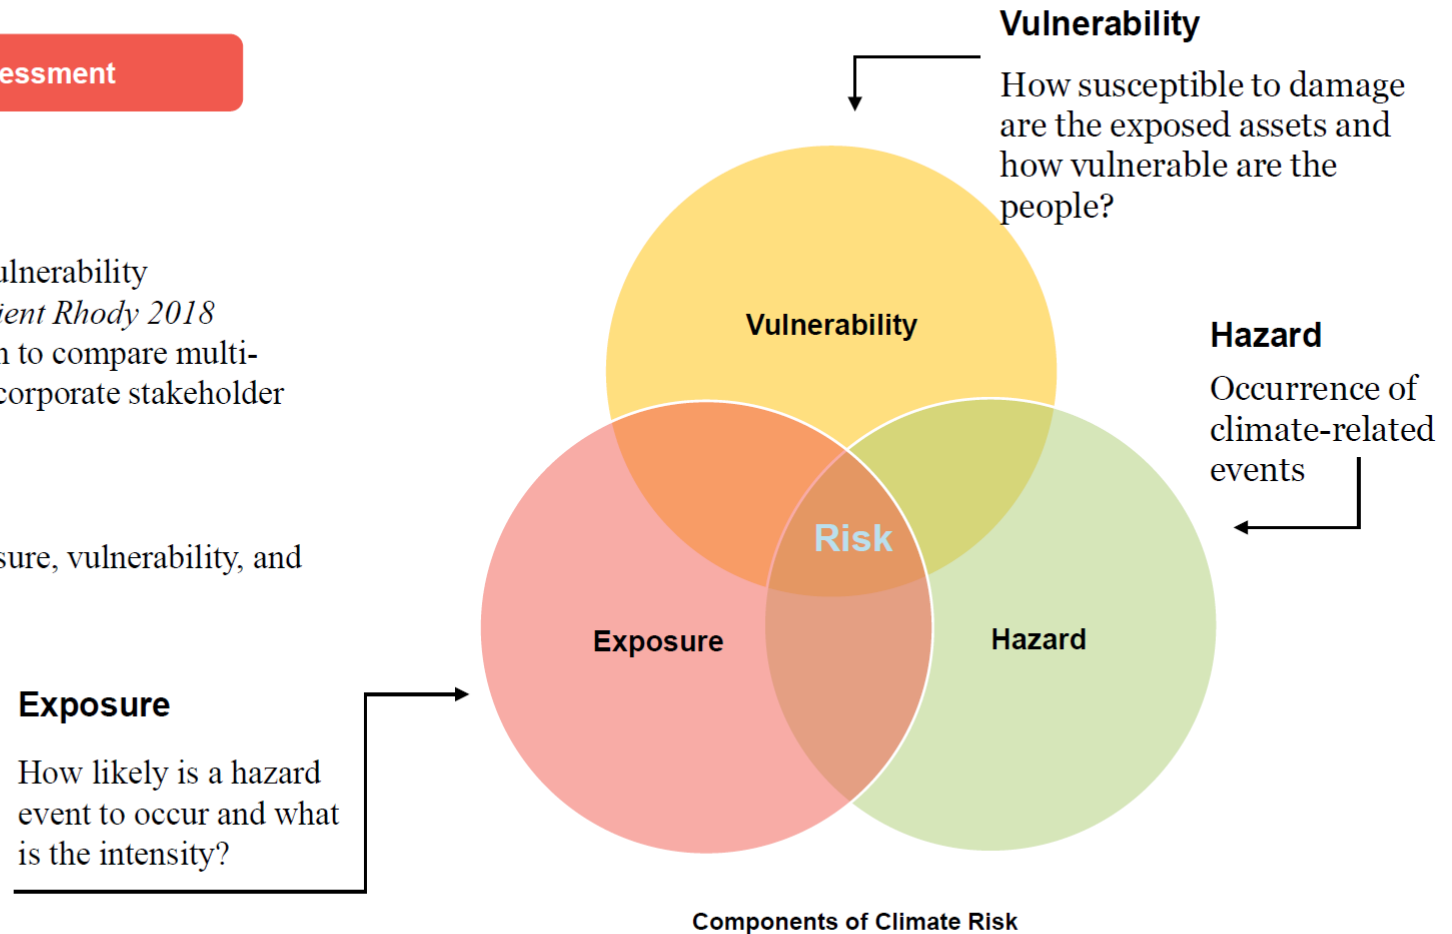 essment
ulnerability
ient Rhody 2018
n to compare multi-
corporate stakeholder
sure, vulnerability, and
Vulnerability
How susceptible to damage
are the exposed assets and
how vulnerable are the
people?
Vulnerability
Hazard
Occurrence of
climate-related
events
Risk
Exposure
Hazard
Exposure
How likely is a hazard
event to occur and what
is the intensity?
Components of Climate Risk